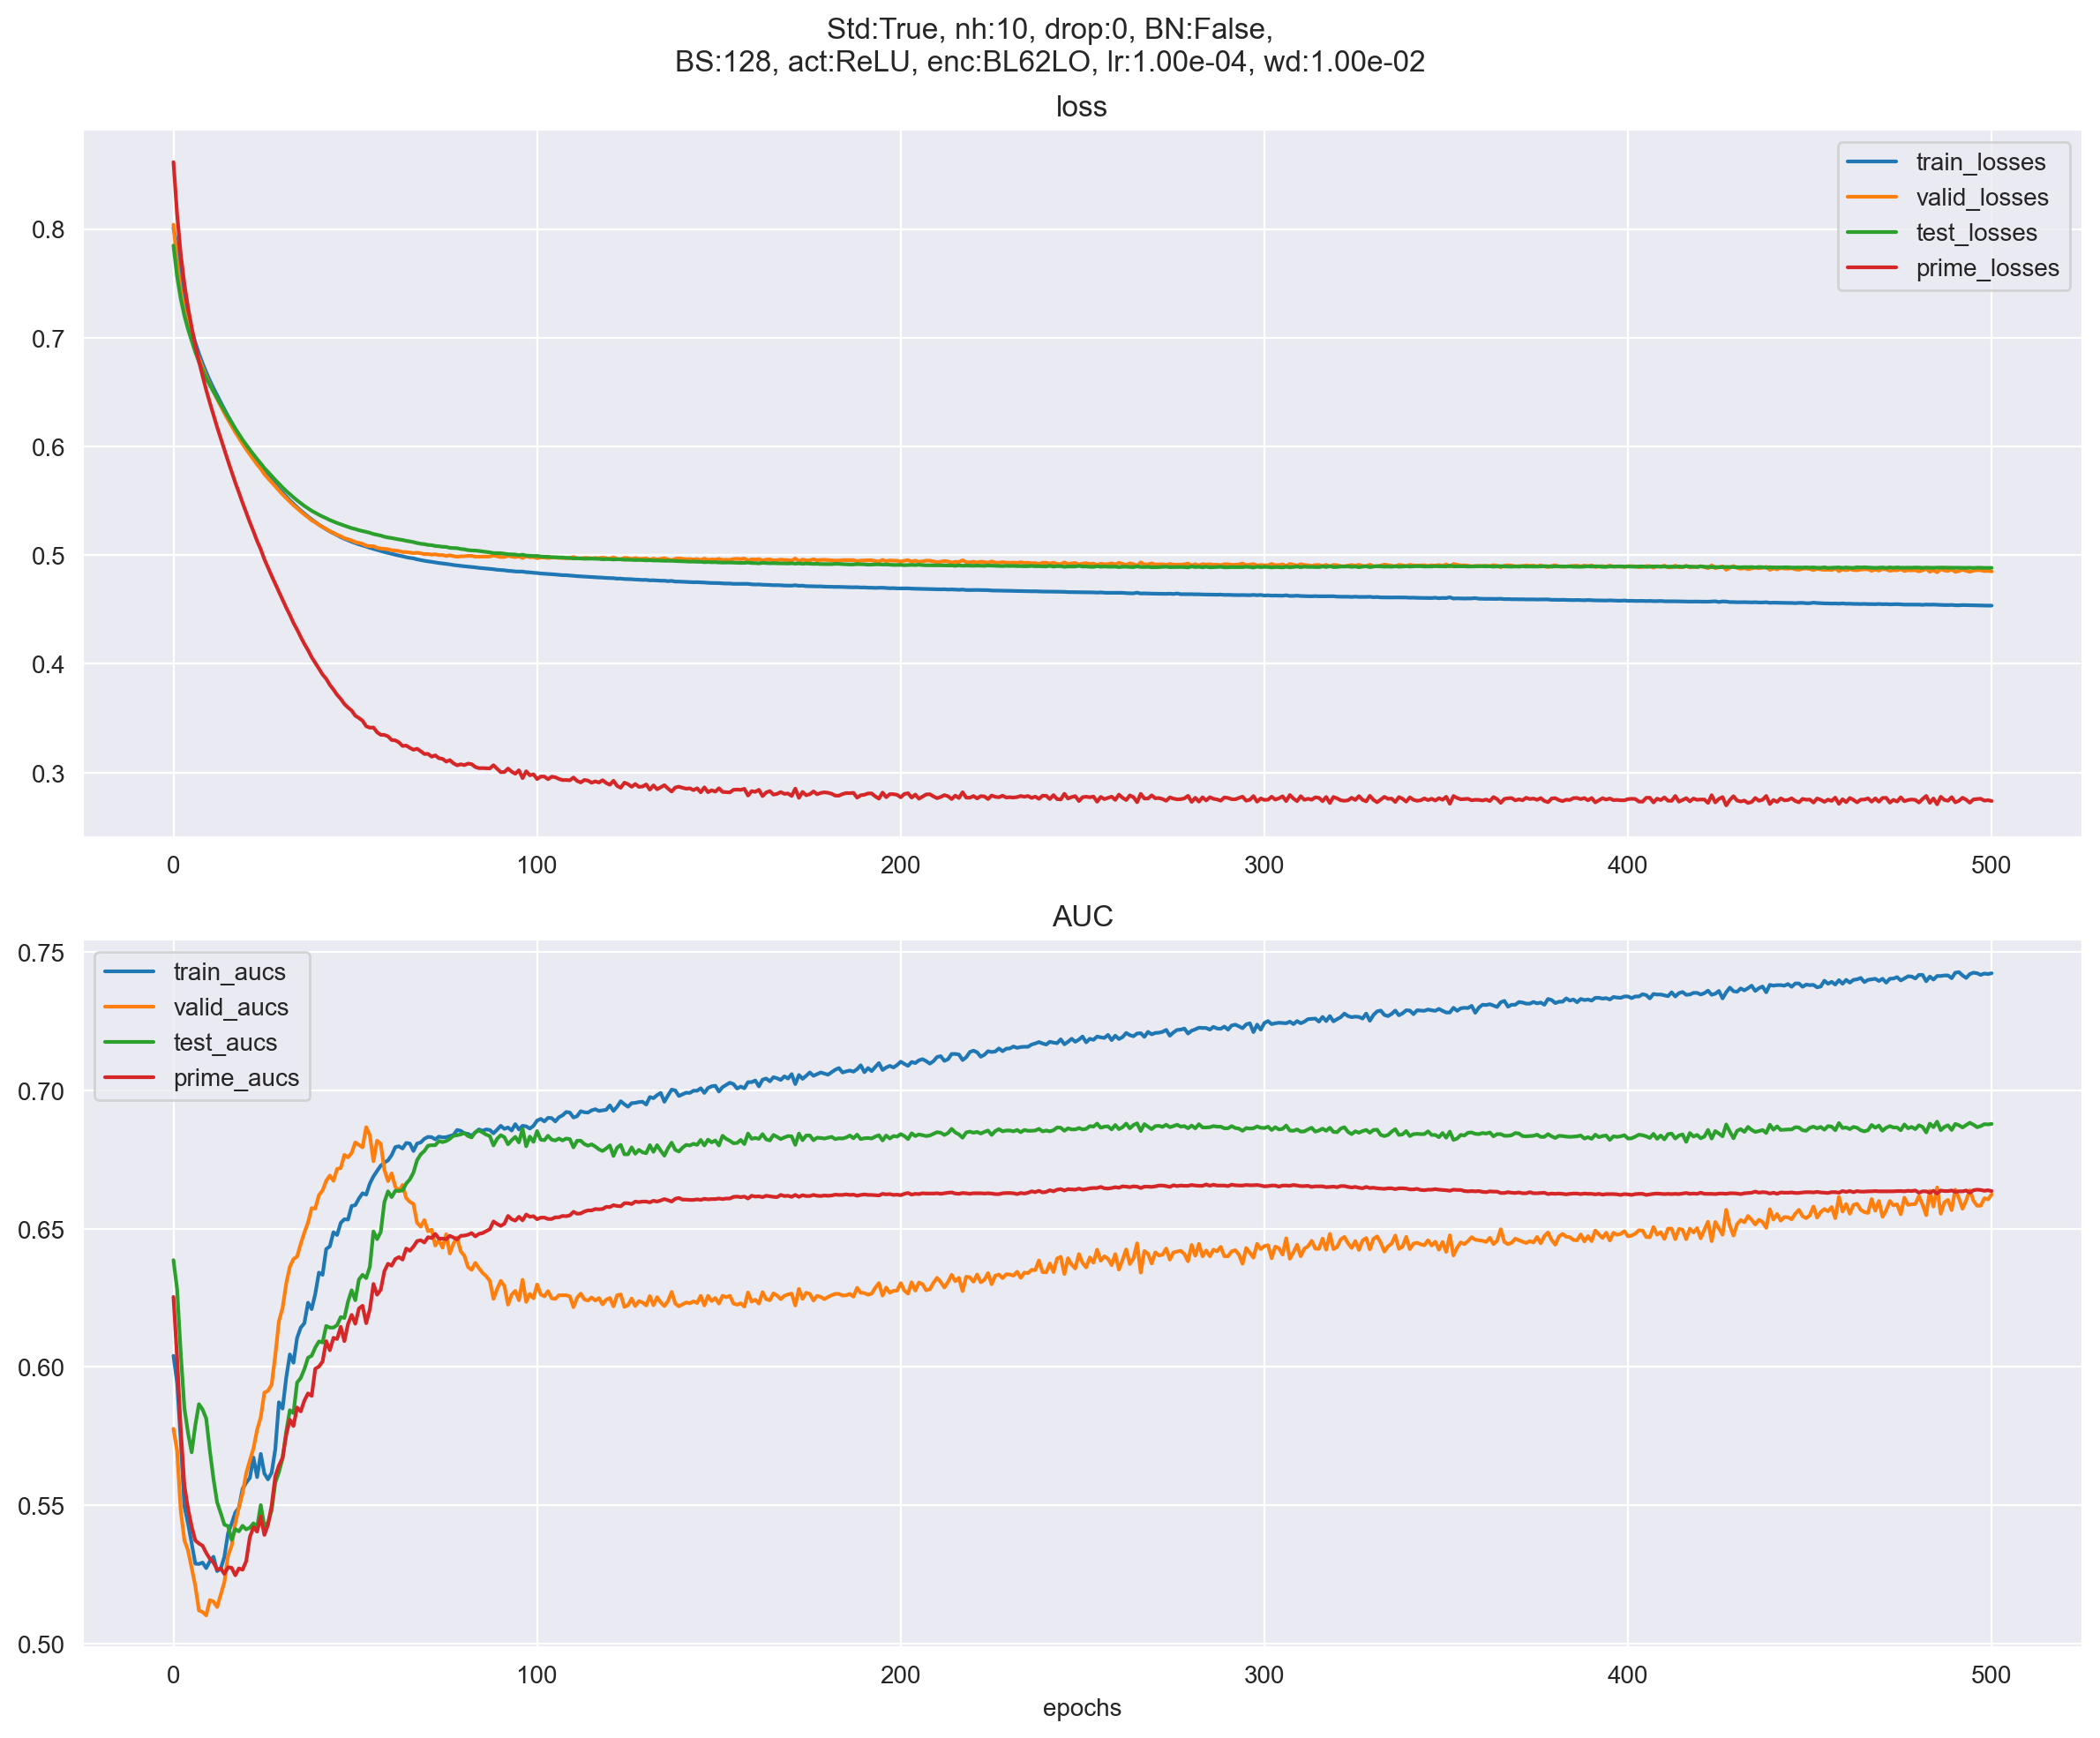 Std:True, nh:10, drop:0, BN:False,
BS:128, act:ReLU, enc:BL62LO, lr:1.00e-04, wd:1.00e-02
loss
train_losses
valid_losses
test_losses
prime_losses
0.8
0.7
0.6
0.5
0.4
0.3
0 100 200 300 400 500
AUC
train_aucs
valid_aucs
test_aucs
prime_aucs
0.75
0.70
0.65
0.60
0.55
0.50
0 100 200 300 400 500
epochs